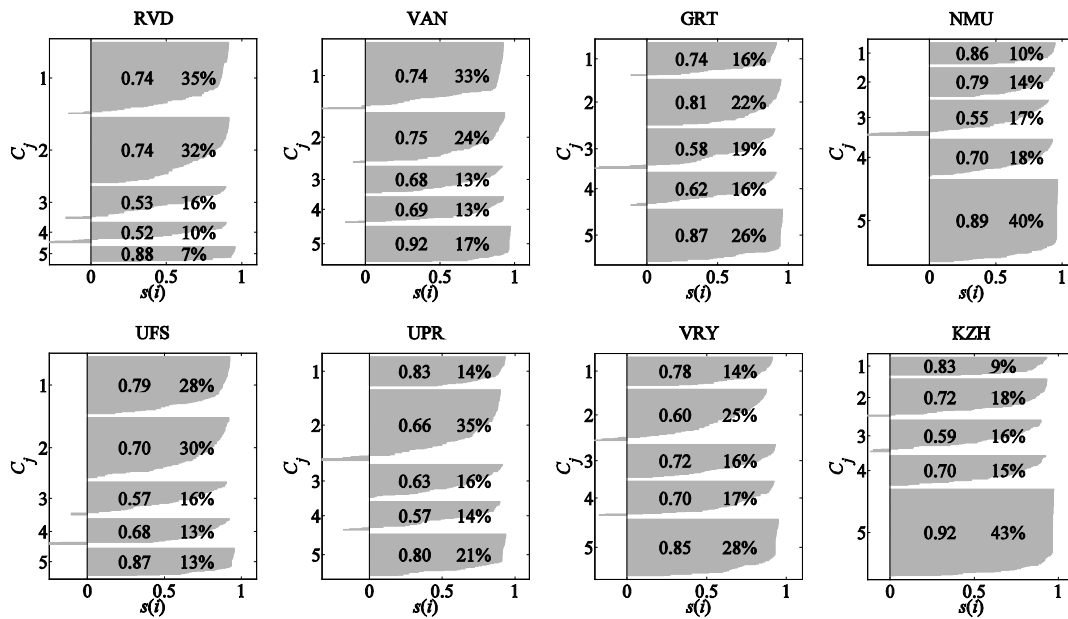 RVD VAN GRT NMU
1 0.74 35%
2 0.74 32%
3 0.53 16%
4 0.52 10%
5 0.88 7%
C_j
0 0.5 1
s(i)
1 0.74 33%
2 0.75 24%
3 0.68 13%
4 0.69 13%
5 0.92 17%
C_j
0 0.5 1
s(i)
1 0.74 16%
2 0.81 22%
3 0.58 19%
4 0.62 16%
5 0.87 26%
C_j
0 0.5 1
s(i)
1 0.86 10%
2 0.79 14%
3 0.55 17%
4 0.70 18%
5 0.89 40%
C_j
0 0.5 1
s(i)
UFS UPR VRY KZH
1 0.79 28%
2 0.70 30%
3 0.57 16%
4 0.68 13%
5 0.87 13%
C_j
0 0.5 1
s(i)
1 0.83 14%
2 0.66 35%
3 0.63 16%
4 0.57 14%
5 0.80 21%
C_j
0 0.5 1
s(i)
1 0.78 14%
2 0.60 25%
3 0.72 16%
4 0.70 17%
5 0.85 28%
C_j
0 0.5 1
s(i)
1 0.83 9%
2 0.72 18%
3 0.59 16%
4 0.70 15%
5 0.92 43%
C_j
0 0.5 1
s(i)